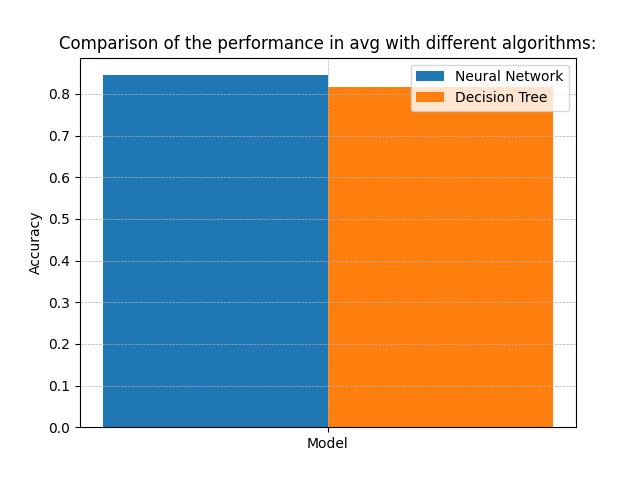 Comparison of the performance in avg with different algorithms:
Neural Network
Decision Tree
0.8
0.7
0.6
0.5
0.4
0.3
0.2
0.1
0.0
Accuracy
Model